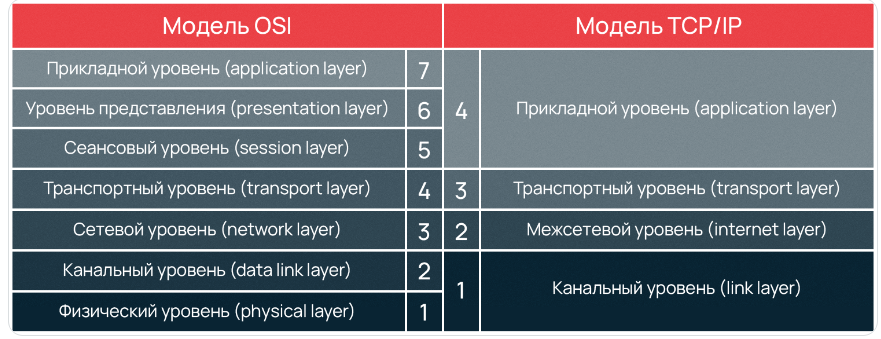 Модель OSI
Модель TCP/IP
Прикладной уровень (application layer)
7
4
Прикладной уровень (application layer)
Уровень представления (presentation layer)
6
Сеансовый уровень (session layer)
5
Транспортный уровень (transport layer)
4
3
Транспортный уровень (transport layer)
Сетевой уровень (network layer)
3
2
Межсетевой уровень (internet layer)
Канальный уровень (data link layer)
2
1
Канальный уровень (link layer)
Физический уровень (physical layer)
1